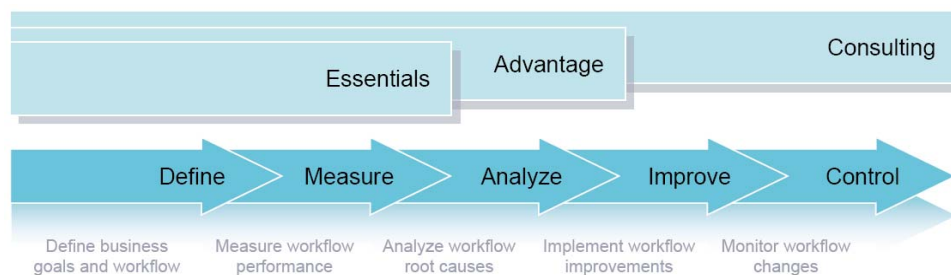 Consulting
Advantage
Essentials
Define Measure Analyze Improve Control
Define business goals and workflow
Measure workflow performance
Analyze workflow root causes
Implement workflow improvements
Monitor workflow changes